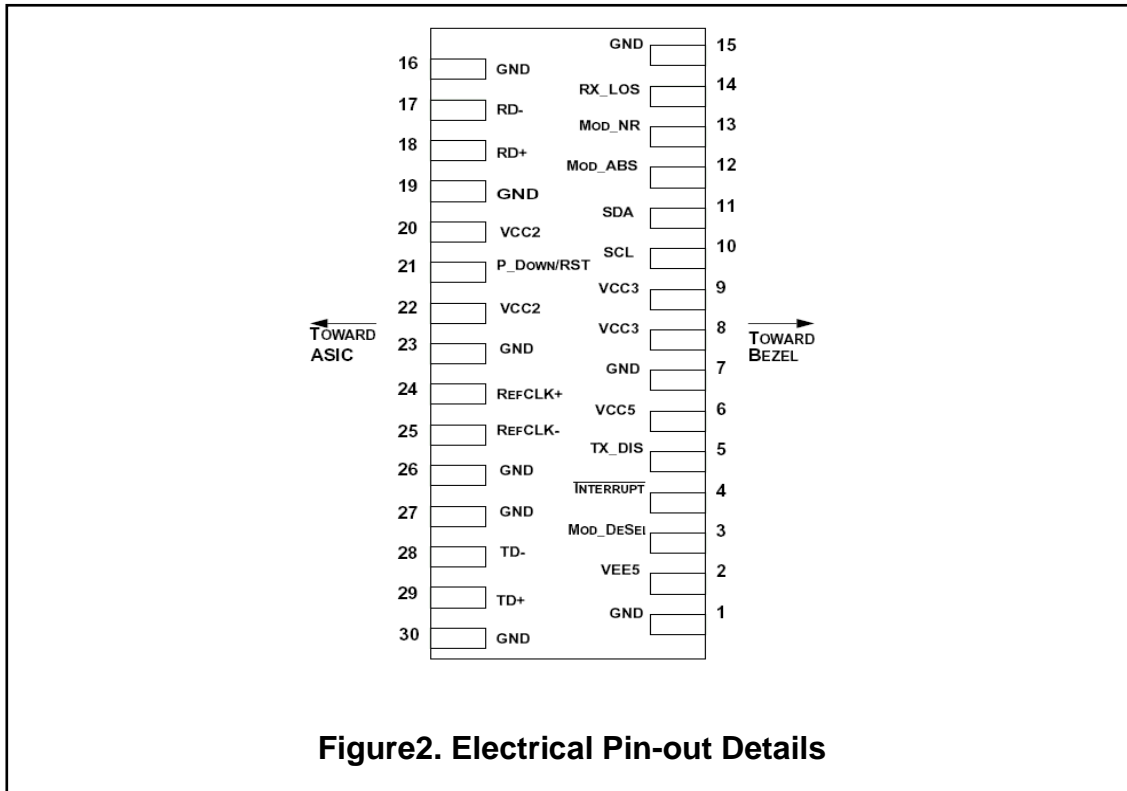 GND 15
16 GND
RX_LOS 14
17 RD-
MOD_NR 13
18 RD+
MOD_ABS 12
19 GND
SDA 11
20 VCC2
SCL 10
21 P_DOWN/RST
VCC3 9
22 VCC2
VCC3 8
TOWARD
ASIC
TOWARD
BEZEL
23 GND
GND 7
24 REFCLK+
VCC5 6
25 REFCLK-
TX_DIS 5
26 GND
INTERRUPT 4
27 GND
MOD_DESEl 3
28 TD-
VEE5 2
29 TD+
GND 1
30 GND
Figure2. Electrical Pin-out Details